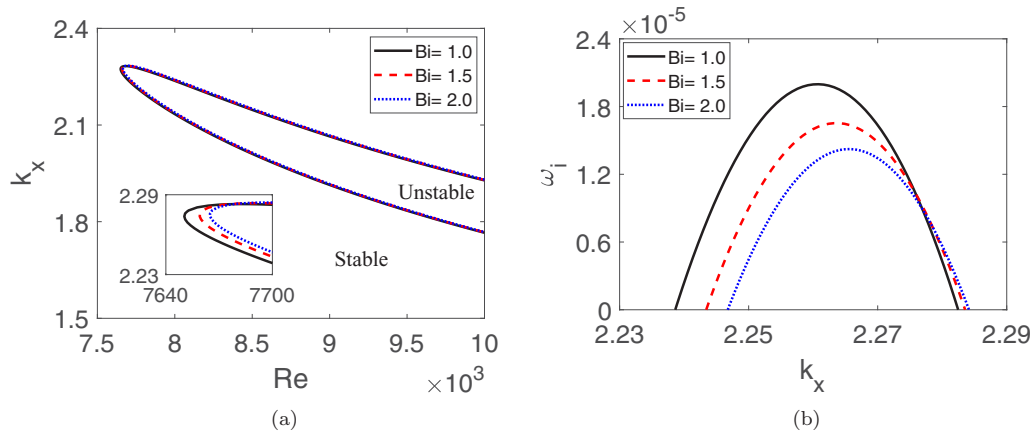 2.4
2.1
1.8
1.5
k_x
Bi= 1.0
Bi= 1.5
Bi= 2.0
Unstable
Stable
2.29
2.23
7640
7700
7.5
8
8.5
9
9.5
10
Re
×10^3
(a)
×10^-5
2.4
1.8
1.2
0.6
0
ω_i
Bi= 1.0
Bi= 1.5
Bi= 2.0
2.23
2.25
2.27
2.29
k_x
(b)